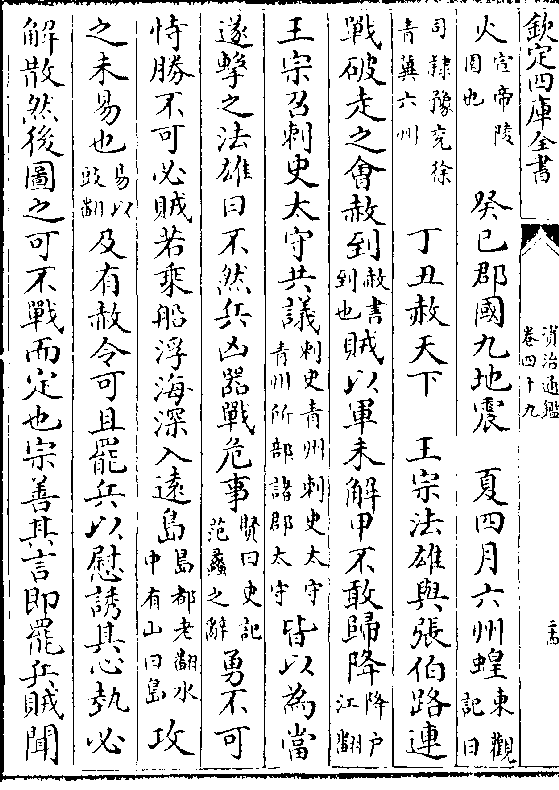 欽定四庫全書
資治通鑑
卷四十九
火宣帝陵園也 癸巳郡國九地震 夏四月六州蝗東觀記曰
司隸豫兗徐青冀六州 丁丑赦天下 王宗法雄與張伯路連
戰破走之會赦到赦書到也賊以軍未解甲不敢歸降降戶江翻
王宗召刺史太守共議刺史青州刺史太守青州所部諸郡太守皆以為當
遂擊之法雄曰不然兵凶器戰危事賢曰史記范蠡之辭勇不可
恃勝不可必賊若乘船浮海深入遠島島都老翻水中有山曰島攻
之未易也易以豉翻及有赦令可且罷兵以慰誘其心埶必
解散然後圖之可不戰而定也宗善其言即罷兵賊聞